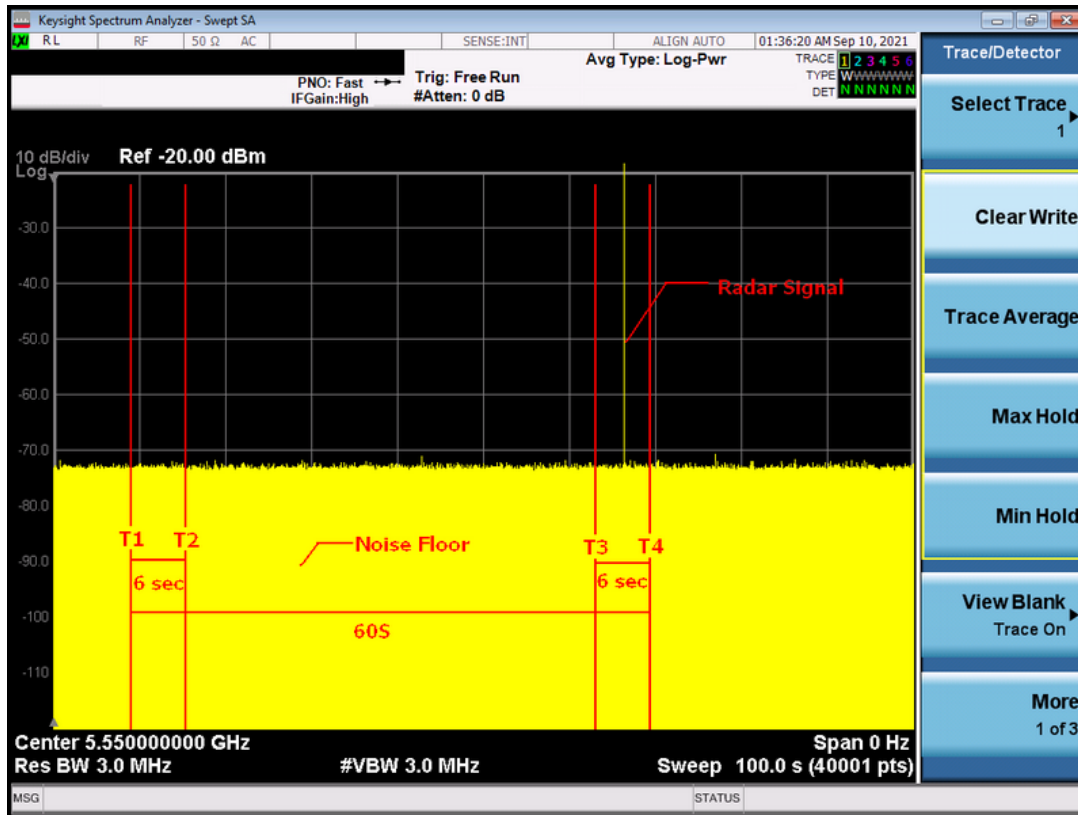 Keysight Spectrum Analyzer - Swept SA
LXI RL RF 50 Ω AC SENSE:INT ALIGN AUTO 01:36:20 AM Sep 10, 2021
Avg Type: Log-Pwr
TRACE 1 2 3 4 5 6
PNO: Fast
Trig: Free Run
TYPE WWWWWW
IFGain:High
#Atten: 0 dB
DET N N N N N N
10 dB/div Ref -20.00 dBm
Log
-30.0
-40.0
-50.0
-60.0
-70.0
-80.0
-90.0
-100
-110
Radar Signal
T1 T2 Noise Floor T3 T4
6 sec 6 sec
60S
Center 5.550000000 GHz Span 0 Hz
Res BW 3.0 MHz #VBW 3.0 MHz Sweep 100.0 s (40001 pts)
MSG STATUS
Trace/Detector
Select Trace
1
Clear Write
Trace Average
Max Hold
Min Hold
View Blank
Trace On
More
1 of 3